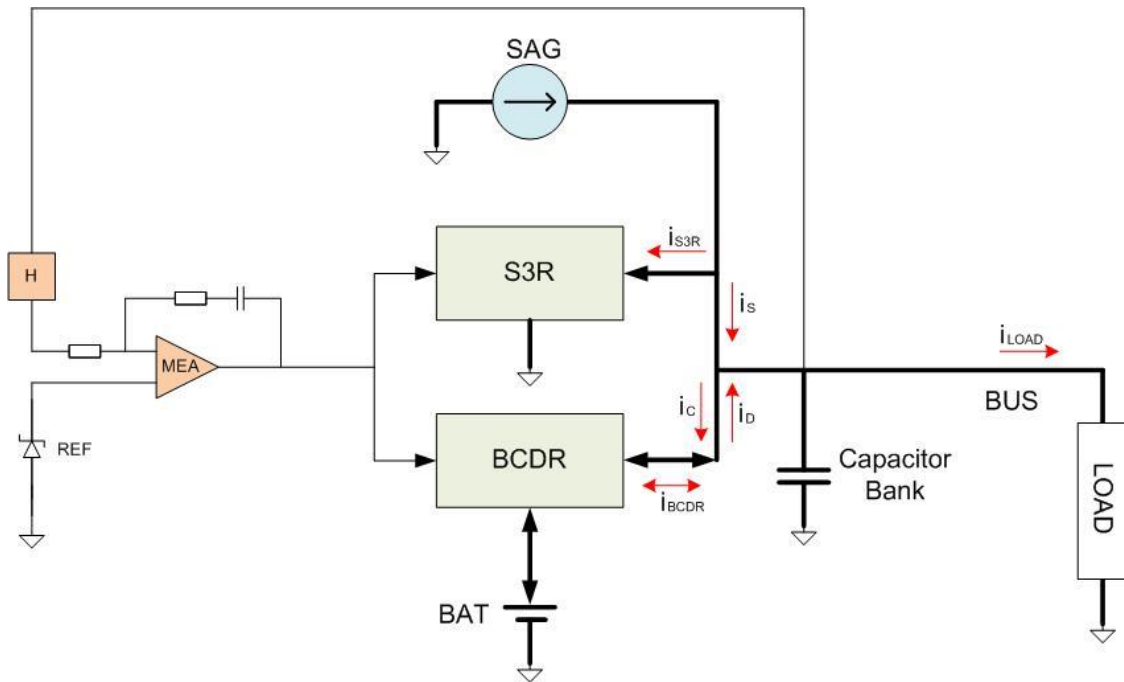 SAG
iS3R
S3R
H
iS
MEA
iLOAD
BUS
iC
iD
REF
BCDR
iBCDR
Capacitor
Bank
LOAD
BAT